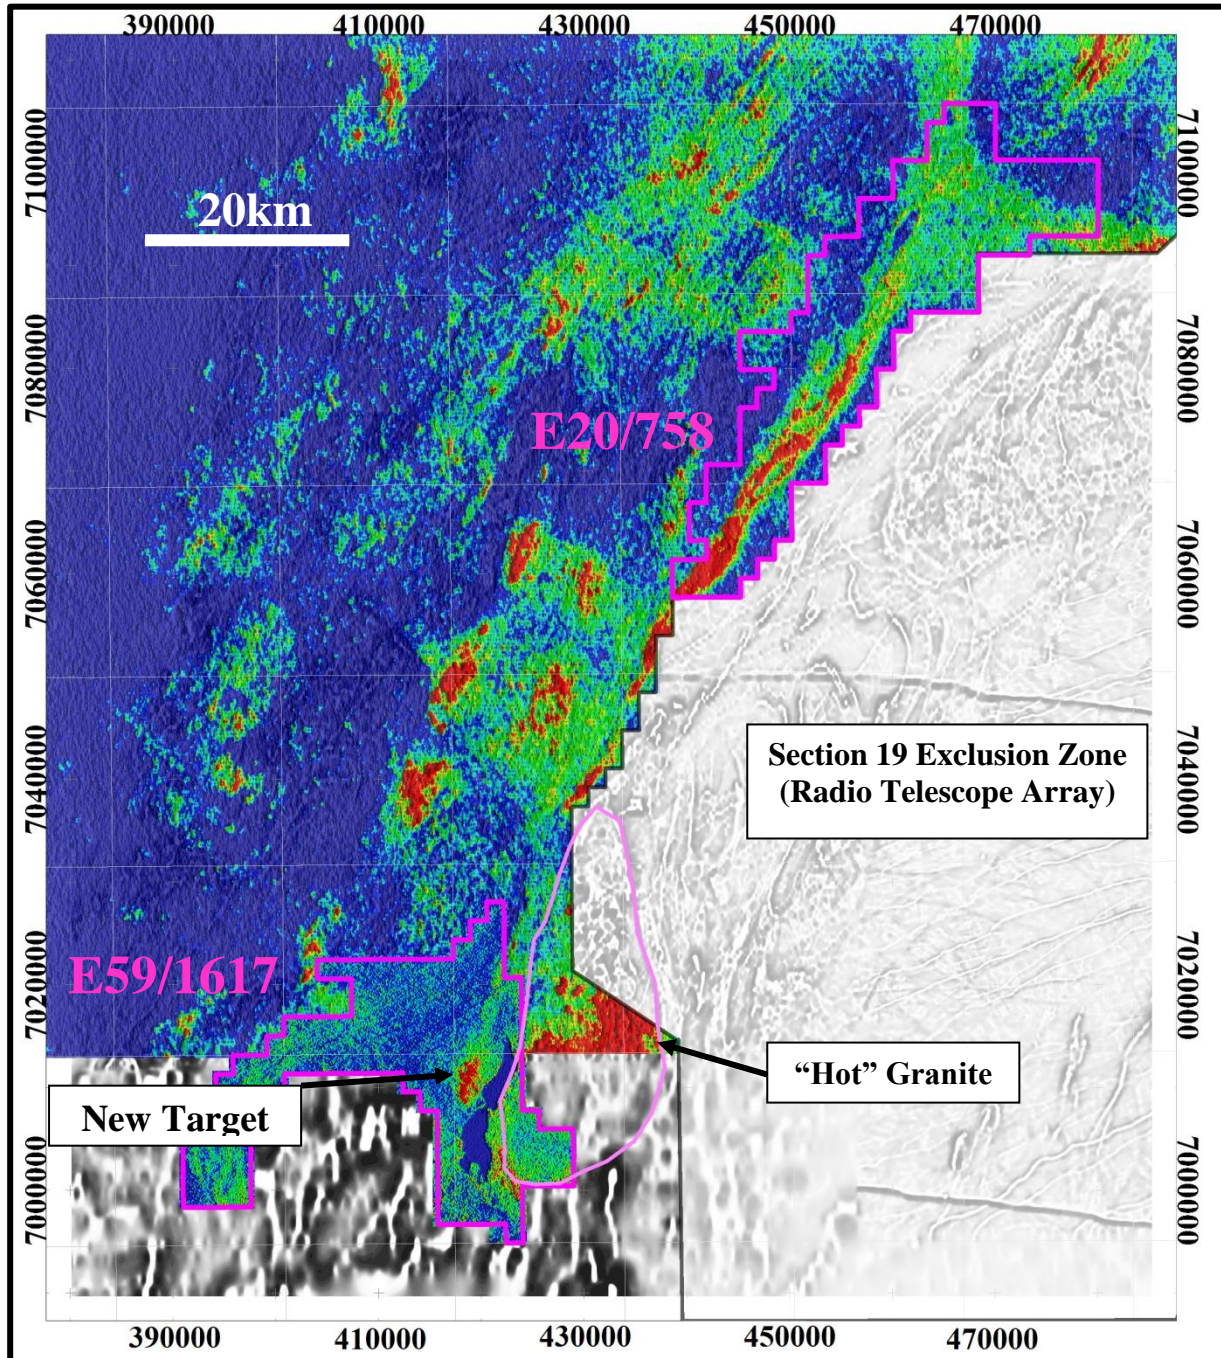 390000 410000 430000 450000 470000
7100000
7100000
20km
7080000
7080000
E20/758
7060000
7060000
Section 19 Exclusion Zone
(Radio Telescope Array)
7040000
7040000
E59/1617
7020000
7020000
“Hot” Granite
New Target
7000000
7000000
390000 410000 430000 450000 470000